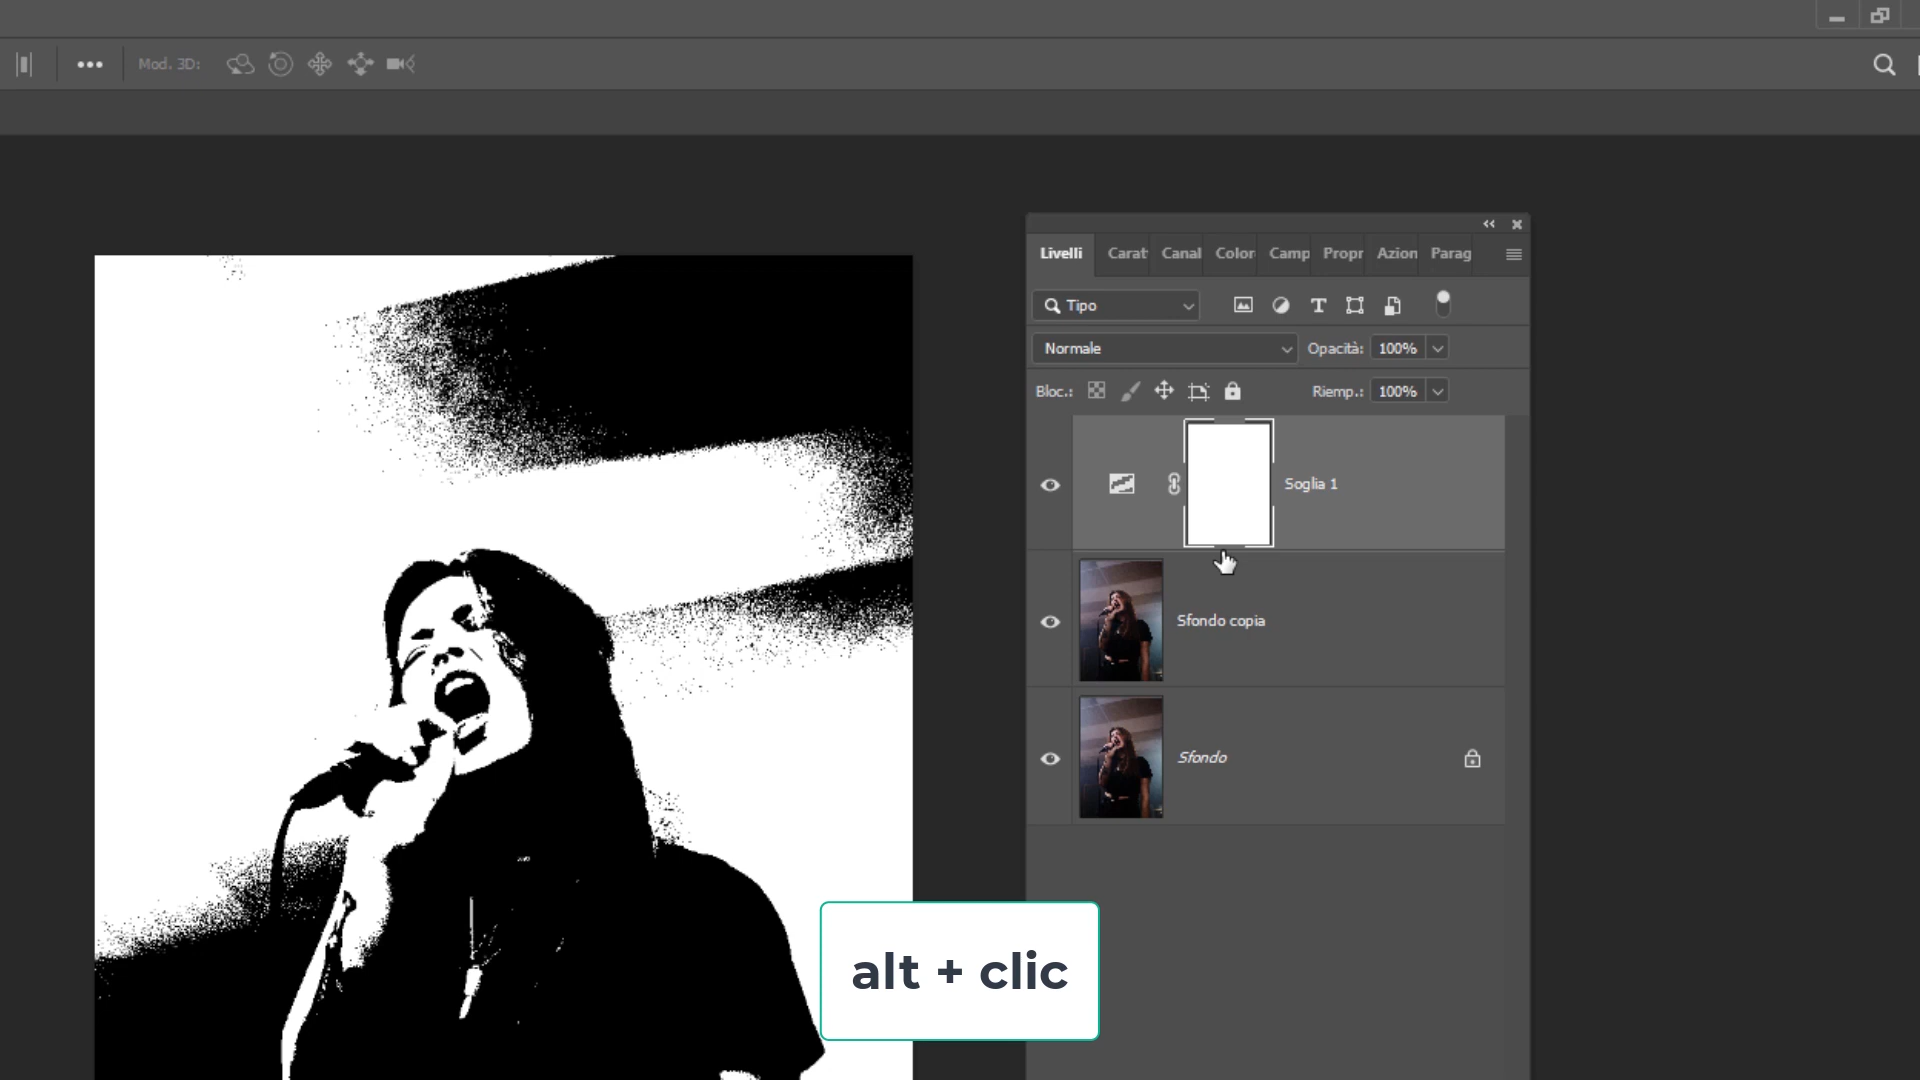 Mod. 3D:
Livelli Carat Canal Color Camp Propr Azion Parag
Tipo
Normale Opacità: 100%
Bloc.: Riemp.: 100%
Soglia 1
Sfondo copia
Sfondo
alt + clic